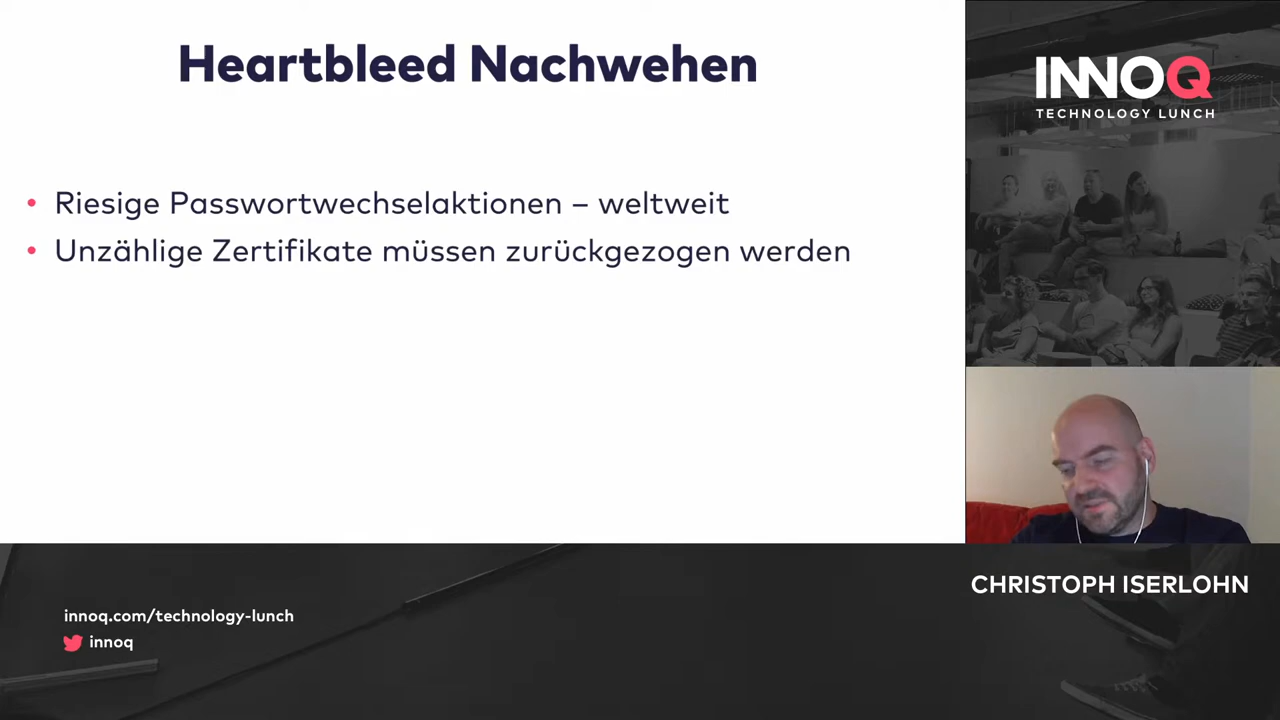 Heartbleed Nachwehen
• Riesige Passwortwechselaktionen – weltweit
• Unzählige Zertifikate müssen zurückgezogen werden
INNOQ
TECHNOLOGY LUNCH
CHRISTOPH ISERLOHN
innoq.com/technology-lunch
innoq